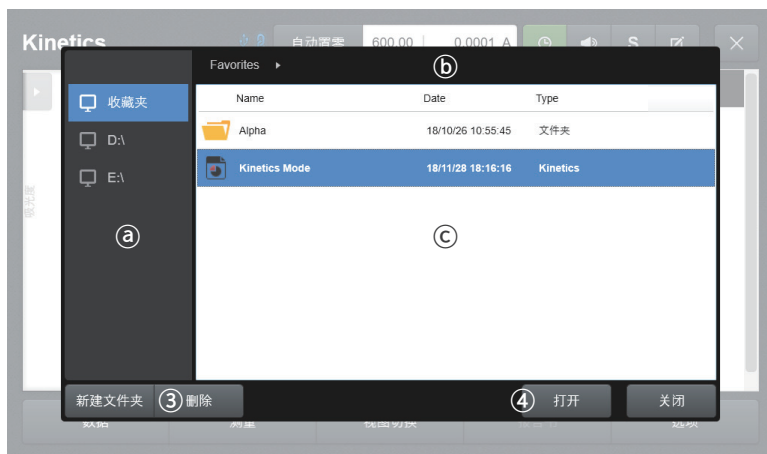 Kinetics
自动置零 600.00 0.0001 A S
Favorites ▸ ⓑ
收藏夹
D:\
E:\
ⓐ
Name Date Type
Alpha 18/10/26 10:55:45 文件夹
Kinetics Mode 18/11/28 18:16:16 Kinetics
ⓒ
吸光度
新建文件夹 ③ 删除 ④ 打开 关闭
数据 测量 视图切换 选项